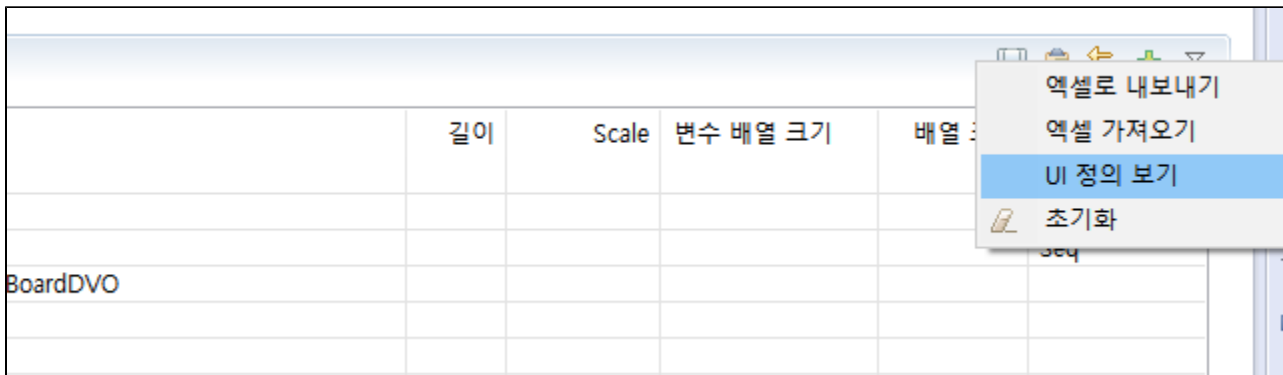 엑셀로 내보내기
길이 Scale 변수 배열 크기 배열
엑셀 가져오기
UI 정의 보기
초기화
Seq
BoardDVO